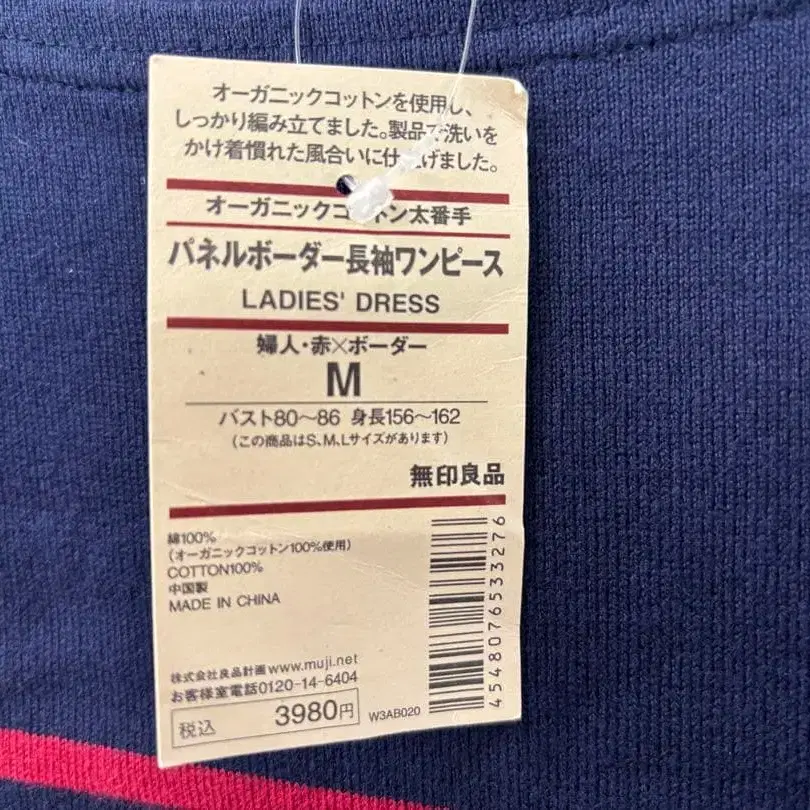 オーガニックコットンを使用し、
しっかり編み立てました。製品で洗いを
かけ着慣れた風合いに仕上げました。
オーガニックコットン太番手
パネルボーダー長袖ワンピース
LADIES' DRESS
婦人・赤×ボーダー
M
バスト80〜86 身長156〜162
(この商品はS、M、Lサイズがあります)
無印良品
綿100%
(オーガニックコットン100%使用)
COTTON100%
中国製
MADE IN CHINA
4548076533276
株式会社良品計画 www.muji.net
お客様室電話0120-14-6404
税込 3980円
W3AB020